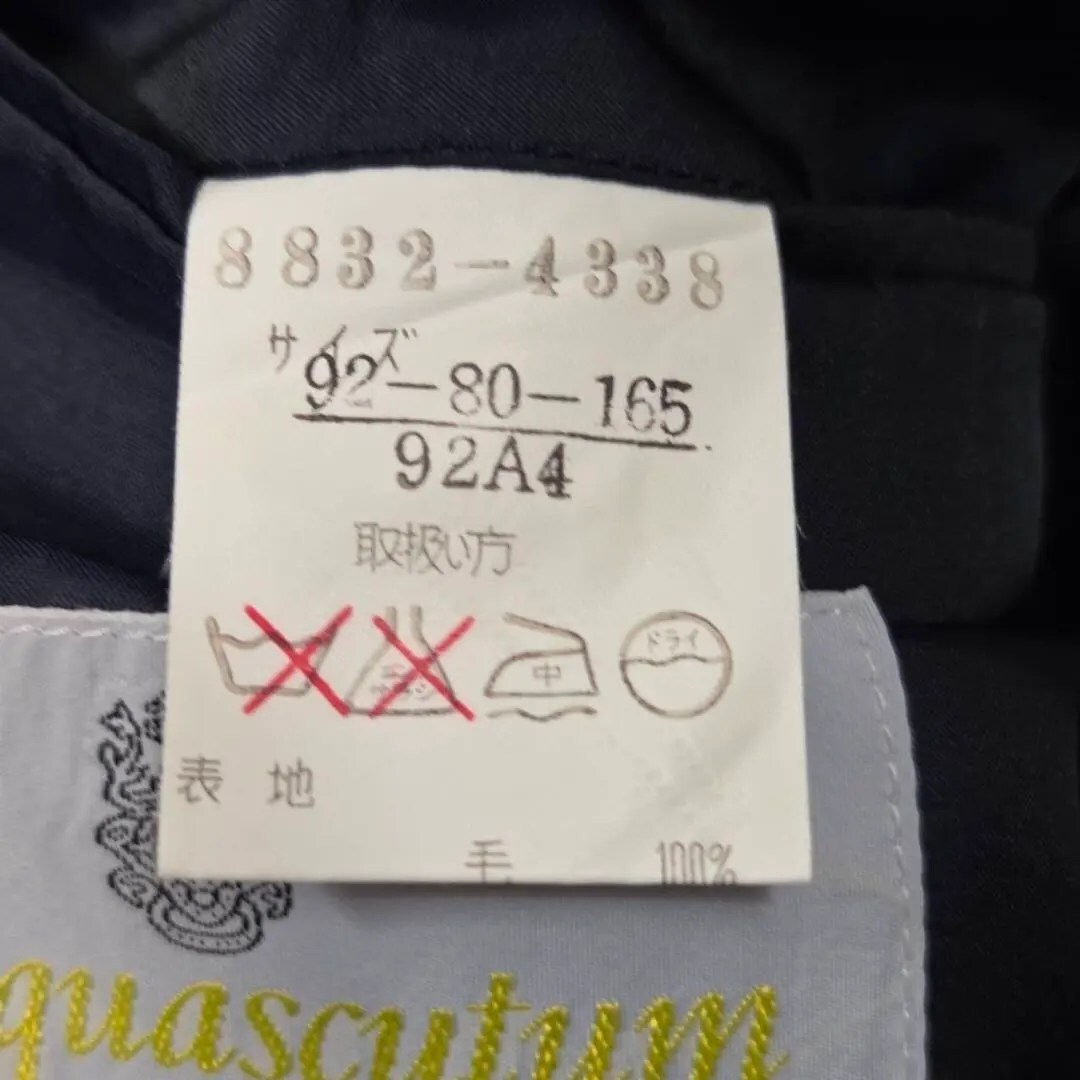 8832-4338
サイズ
92-80-165
92A4
取扱い方
中
ドライ
表地
毛 100%
quascutum